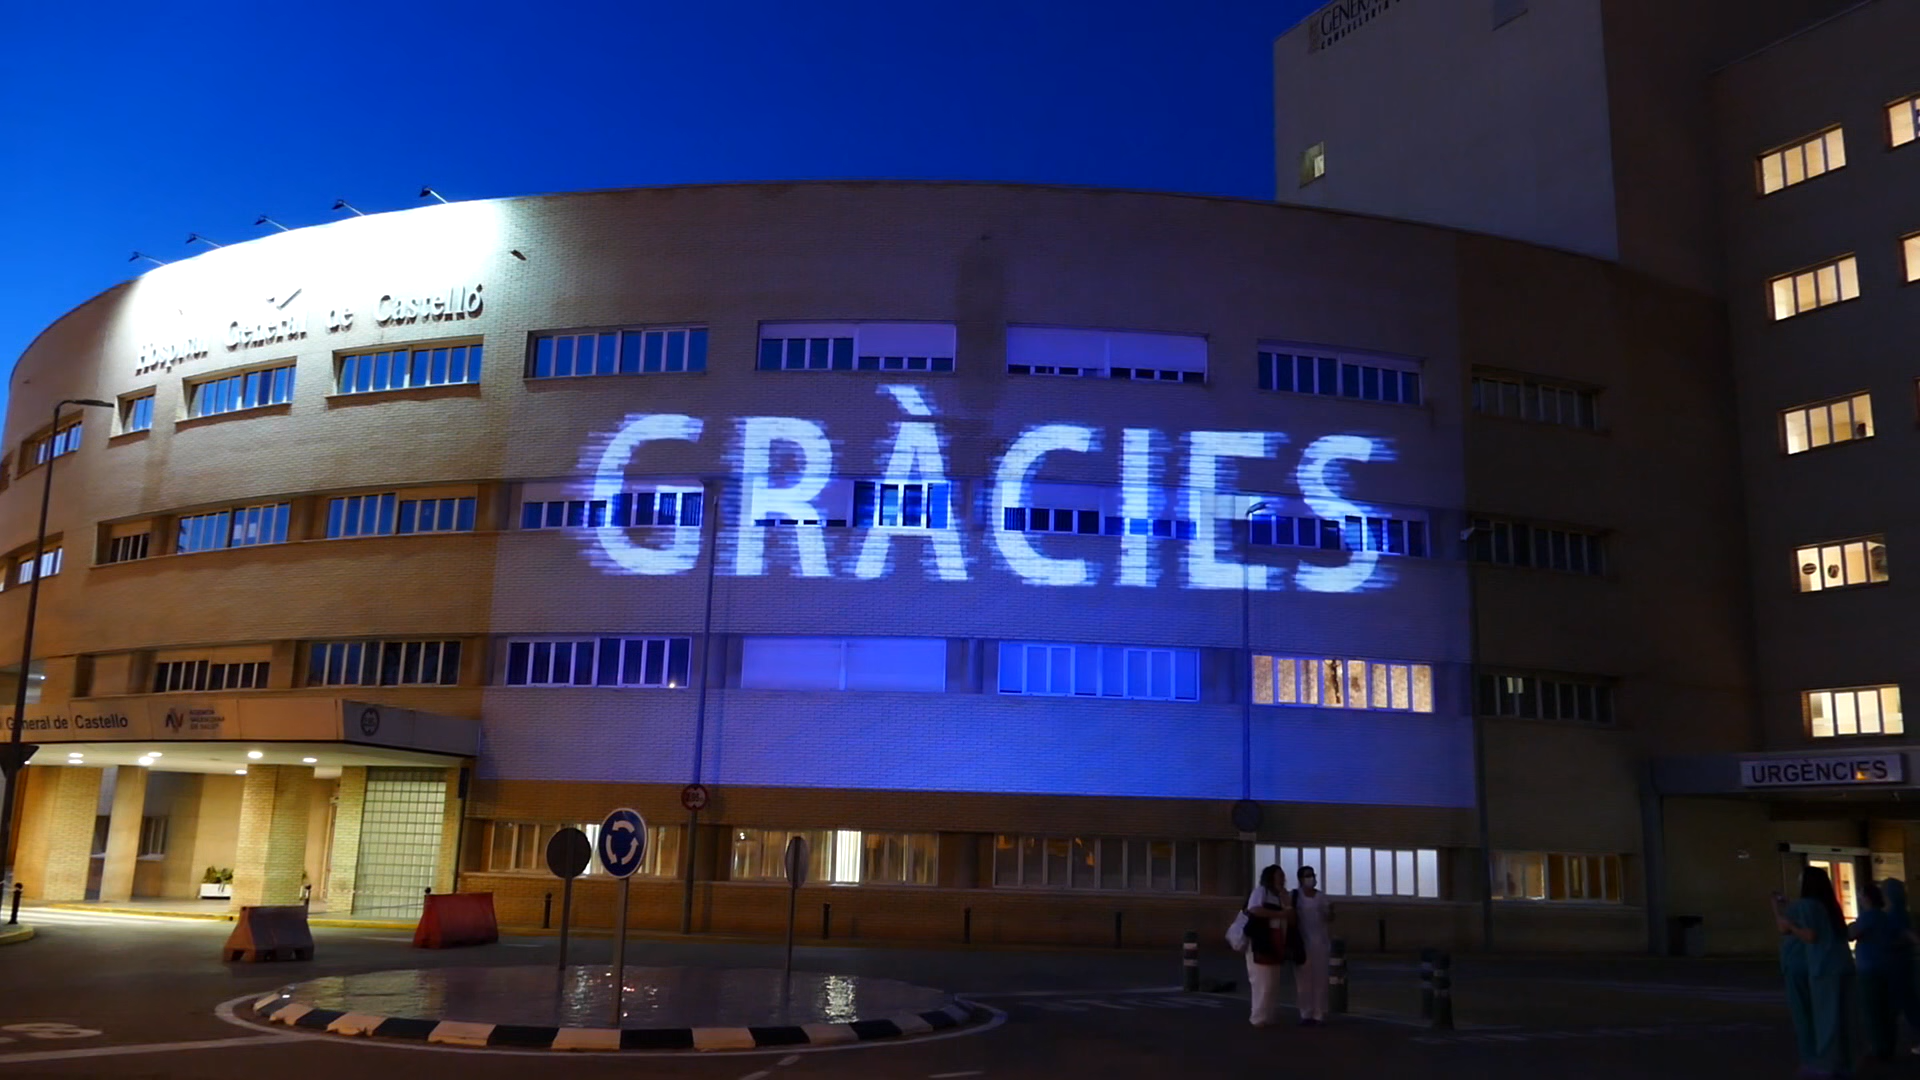 Hospital General de Castelló
GRÀCIES
General de Castelló
URGÈNCIES